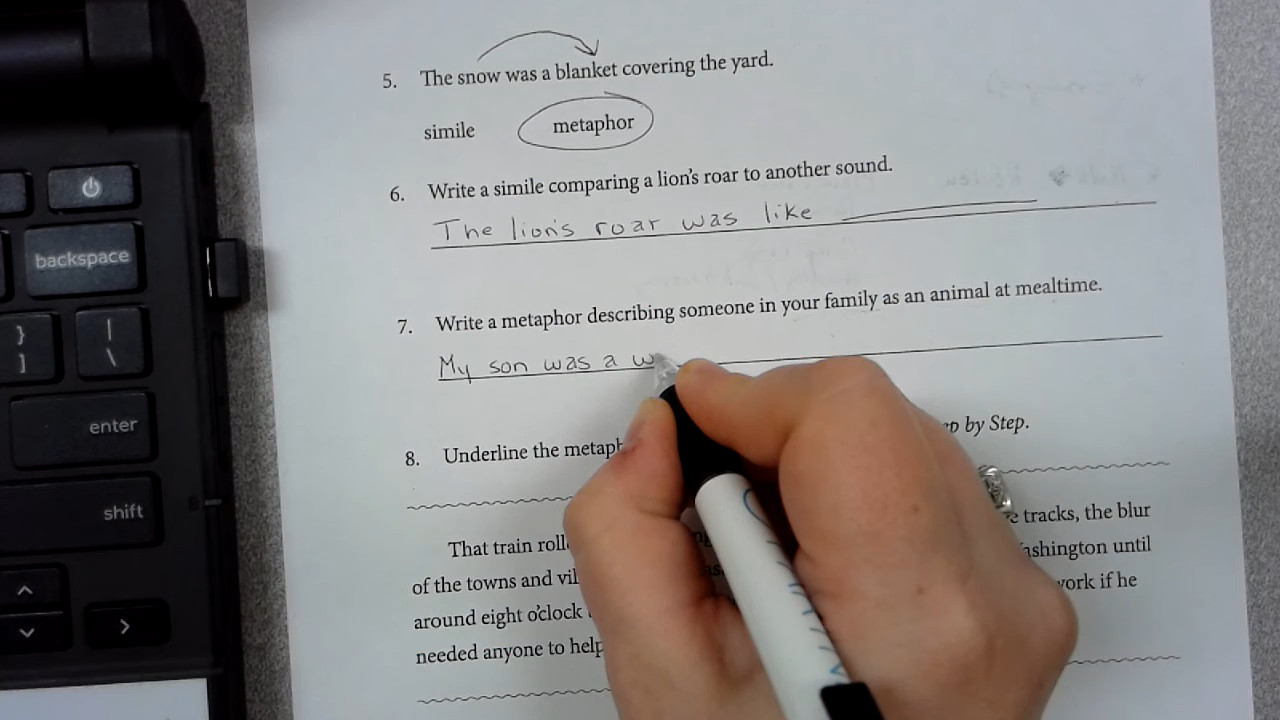 5. The snow was a blanket covering the yard.
simile metaphor
6. Write a simile comparing a lion's roar to another sound.
The lion's roar was like
backspace
7. Write a metaphor describing someone in your family as an animal at mealtime.
}
]
|
\
My son was a w
enter
8. Underline the metaph p by Step.
shift
That train roll e tracks, the blur
of the towns and vil ashington until
around eight o'clock work if he
needed anyone to help